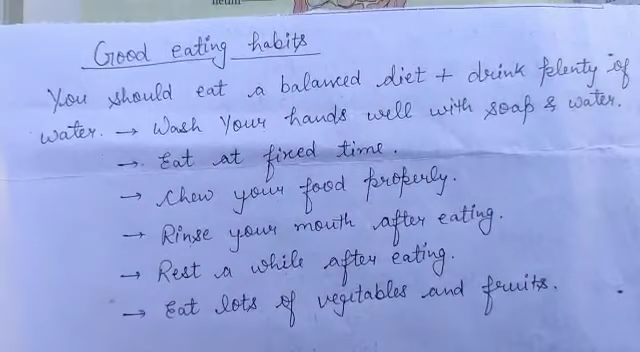 Good eating habits
You should eat a balanced diet + drink plenty of
water. → Wash your hands well with soap & water.
→ Eat at fixed time.
→ Chew your food properly.
→ Rinse your mouth after eating.
→ Rest a while after eating.
→ Eat lots of vegetables and fruits.